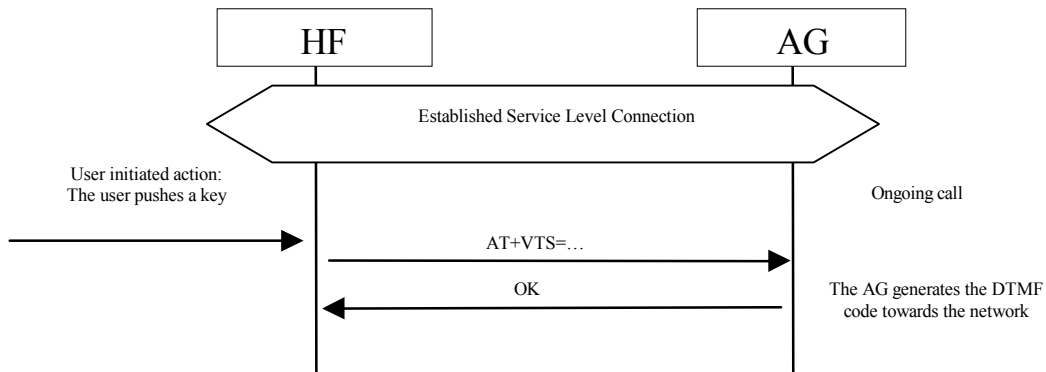 HF
AG
Established Service Level Connection
User initiated action:
The user pushes a key
Ongoing call
AT+VTS=…
OK
The AG generates the DTMF
code towards the network